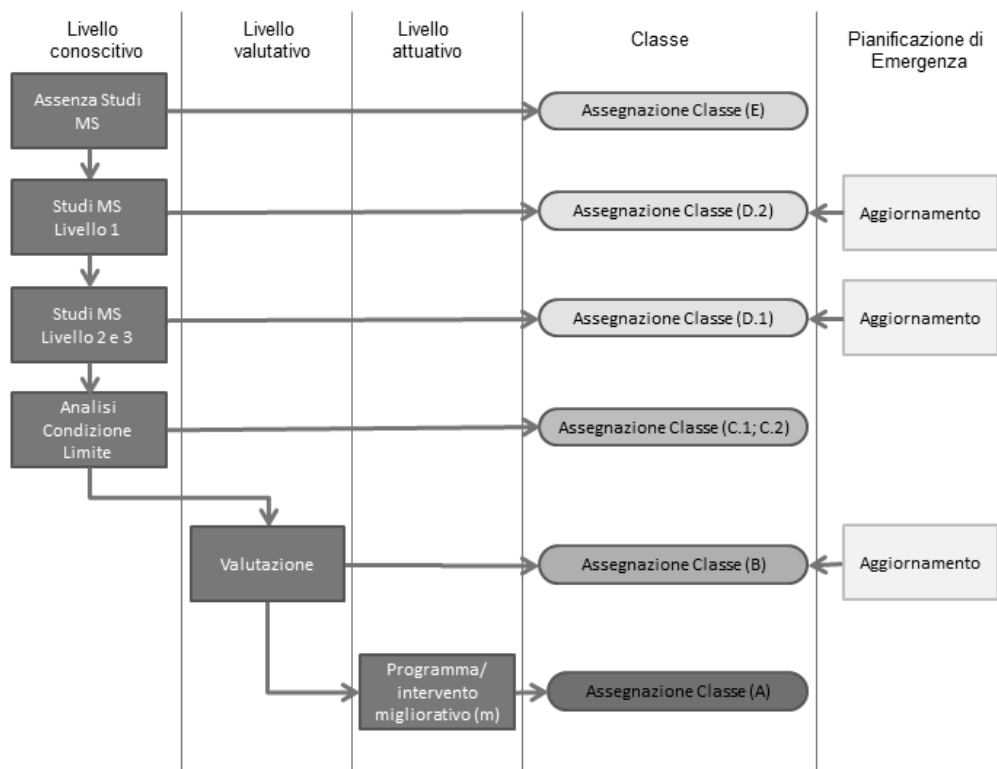 Livello
conoscitivo
Livello
valutativo
Livello
attuativo
Classe
Pianificazione di
Emergenza
Assenza Studi
MS
Assegnazione Classe (E)
Studi MS
Livello 1
Assegnazione Classe (D.2)
Aggiornamento
Studi MS
Livello 2 e 3
Assegnazione Classe (D.1)
Aggiornamento
Analisi
Condizione
Limite
Assegnazione Classe (C.1; C.2)
Valutazione
Assegnazione Classe (B)
Aggiornamento
Programma/
intervento
migliorativo (m)
Assegnazione Classe (A)